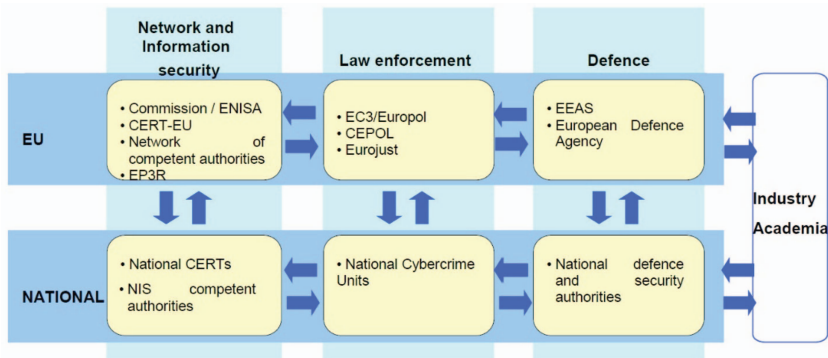 Network and
Information
security
Law enforcement
Defence
EU
• Commission / ENISA
• CERT-EU
• Network of
competent authorities
• EP3R
• EC3/Europol
• CEPOL
• Eurojust
• EEAS
• European Defence
Agency
Industry
Academia
NATIONAL
• National CERTs
• NIS competent
authorities
• National Cybercrime
Units
• National defence
and security
authorities